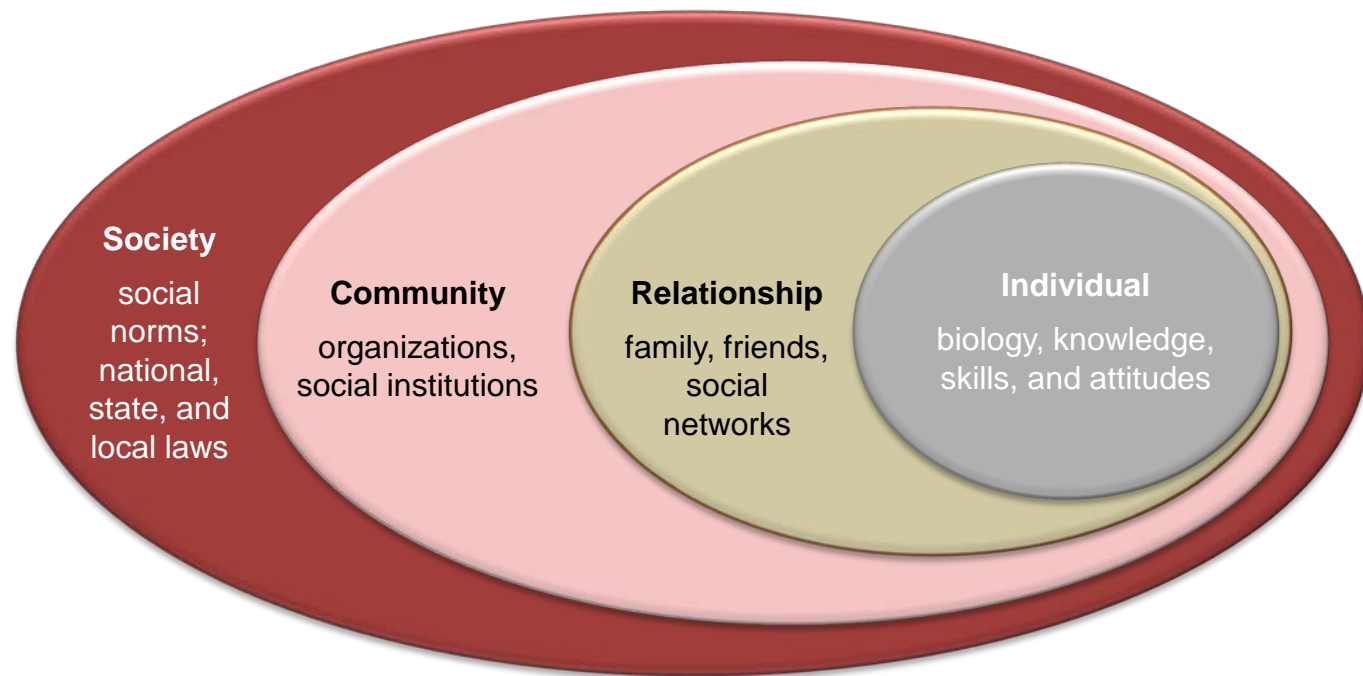 Society
social
norms;
national,
state, and
local laws
Community
organizations,
social institutions
Relationship
family, friends,
social
networks
Individual
biology, knowledge,
skills, and attitudes